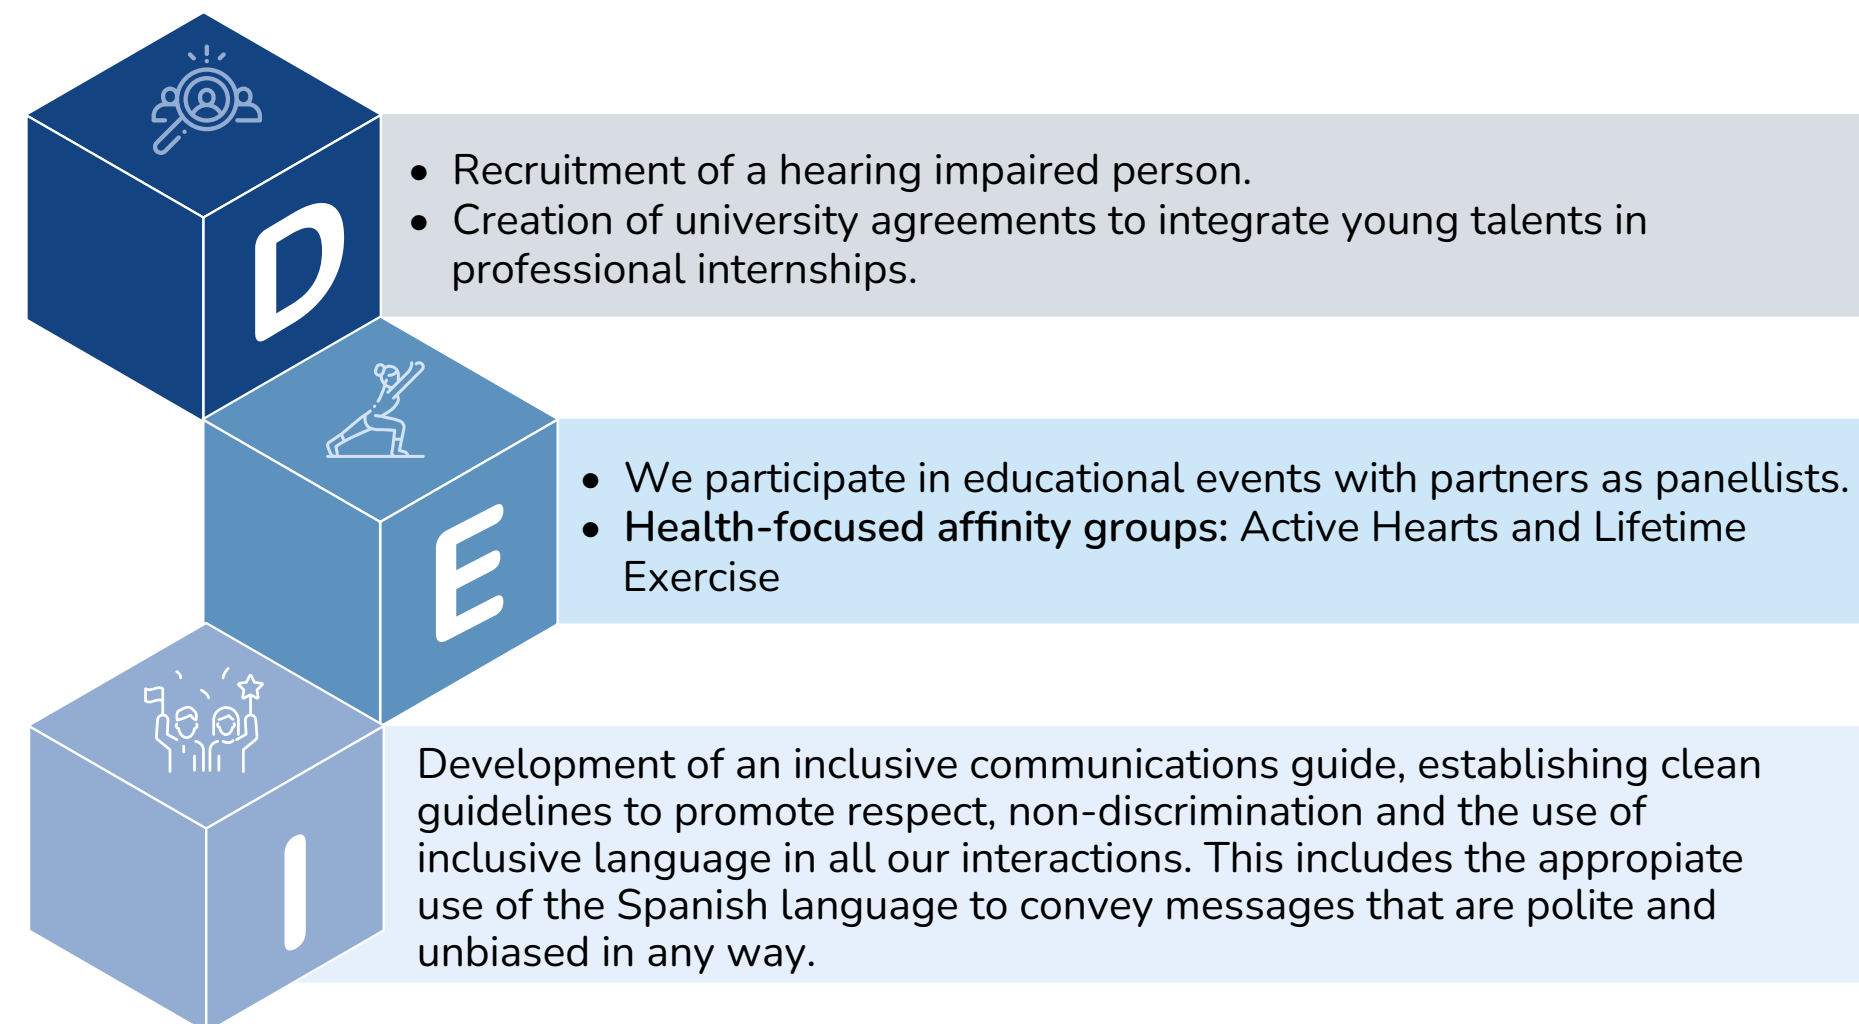 D
• Recruitment of a hearing impaired person.
• Creation of university agreements to integrate young talents in
professional internships.
E
• We participate in educational events with partners as panellists.
• Health-focused affinity groups: Active Hearts and Lifetime
Exercise
I
Development of an inclusive communications guide, establishing clean
guidelines to promote respect, non-discrimination and the use of
inclusive language in all our interactions. This includes the appropiate
use of the Spanish language to convey messages that are polite and
unbiased in any way.